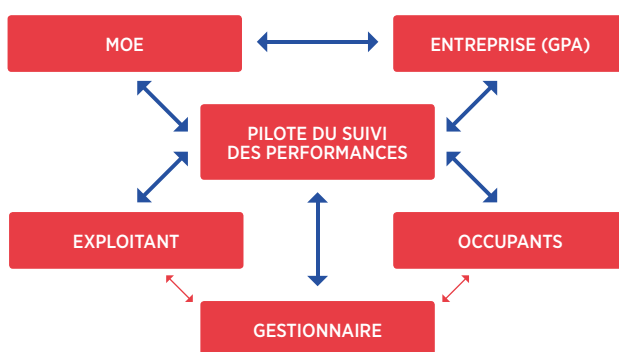 MOE
ENTREPRISE (GPA)
PILOTE DU SUIVI
DES PERFORMANCES
EXPLOITANT
OCCUPANTS
GESTIONNAIRE